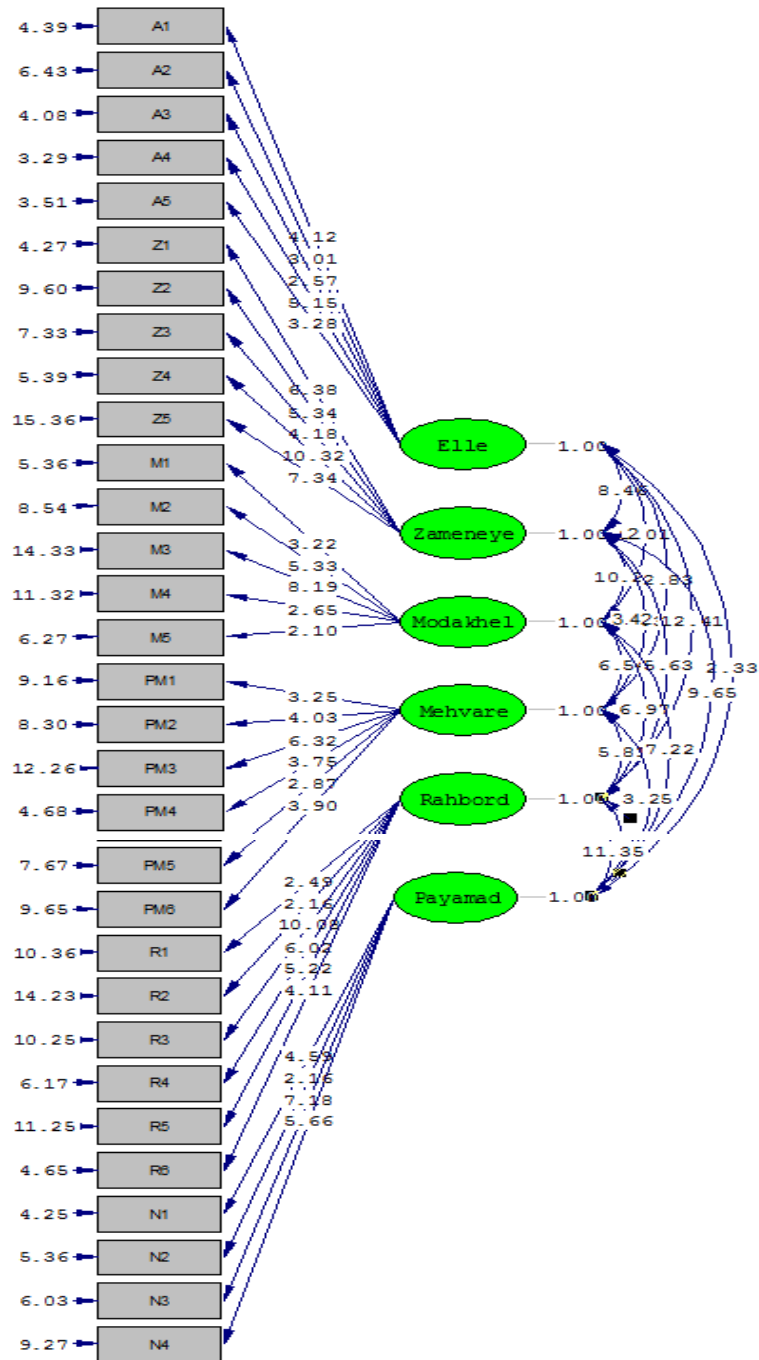 4.39 A1
6.43 A2
4.08 A3
3.29 A4
3.51 A5
4.27 Z1
9.60 Z2
7.33 Z3
5.39 Z4
15.36 Z5
5.36 M1
8.54 M2
14.33 M3
11.32 M4
6.27 M5
9.16 PM1
8.30 PM2
12.26 PM3
4.68 PM4
7.67 PM5
9.65 PM6
10.36 R1
14.23 R2
10.25 R3
6.17 R4
11.25 R5
4.65 R6
4.25 N1
5.36 N2
6.03 N3
9.27 N4
4.12
3.01
2.57
5.15
3.28
6.38
5.34
4.18
10.32
7.34
3.22
5.33
8.19
2.65
2.10
3.25
4.03
6.32
3.75
2.87
3.90
2.49
2.16
10.08
6.02
5.22
4.11
4.59
2.16
7.18
5.66
Elle 1.00
Zameneye 1.00
Modakhel 1.00
Mehvare 1.00
Rahbord 1.00
Payamad 1.00
8.46
2.83
12.41
2.33
5.63
9.65
6.97
7.22
3.25
11.35